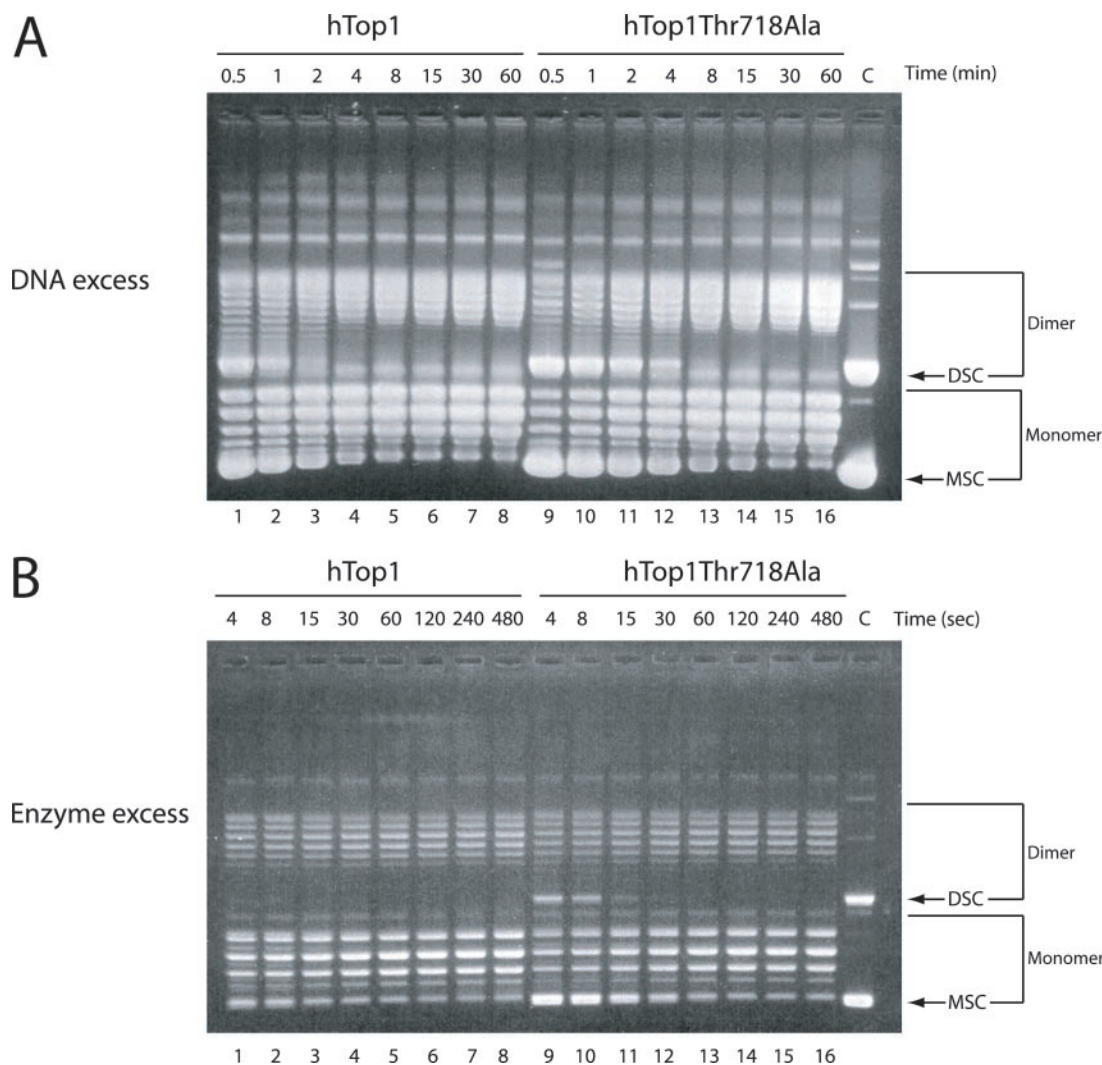 A
hTop1 hTop1Thr718Ala
0.5 1 2 4 8 15 30 60 0.5 1 2 4 8 15 30 60 C Time (min)
DNA excess
Dimer
DSC
Monomer
MSC
1 2 3 4 5 6 7 8 9 10 11 12 13 14 15 16
B
hTop1 hTop1Thr718Ala
4 8 15 30 60 120 240 480 4 8 15 30 60 120 240 480 C Time (sec)
Enzyme excess
Dimer
DSC
Monomer
MSC
1 2 3 4 5 6 7 8 9 10 11 12 13 14 15 16